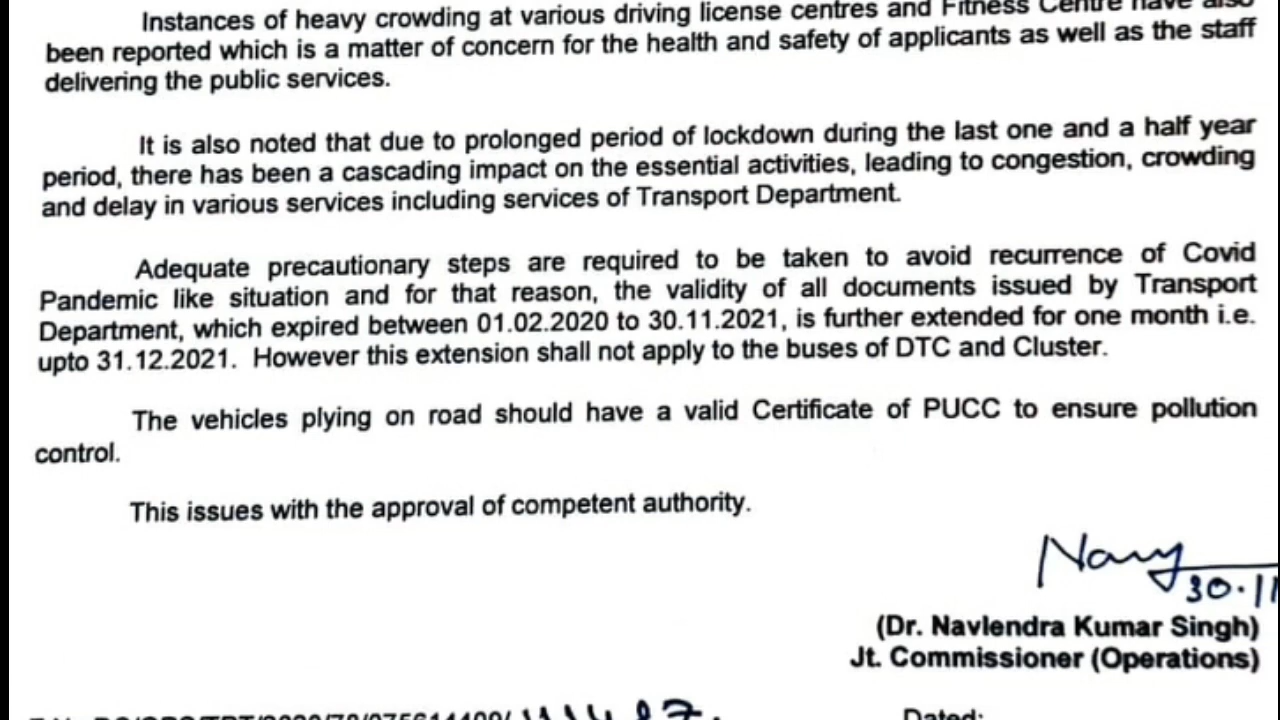 Instances of heavy crowding at various driving license centres and Fitness Centre have also
been reported which is a matter of concern for the health and safety of applicants as well as the staff
delivering the public services.
It is also noted that due to prolonged period of lockdown during the last one and a half year
period, there has been a cascading impact on the essential activities, leading to congestion, crowding
and delay in various services including services of Transport Department.
Adequate precautionary steps are required to be taken to avoid recurrence of Covid
Pandemic like situation and for that reason, the validity of all documents issued by Transport
Department, which expired between 01.02.2020 to 30.11.2021, is further extended for one month i.e.
upto 31.12.2021. However this extension shall not apply to the buses of DTC and Cluster.
The vehicles plying on road should have a valid Certificate of PUCC to ensure pollution
control.
This issues with the approval of competent authority.
30.11
(Dr. Navlendra Kumar Singh)
Jt. Commissioner (Operations)
Dated: